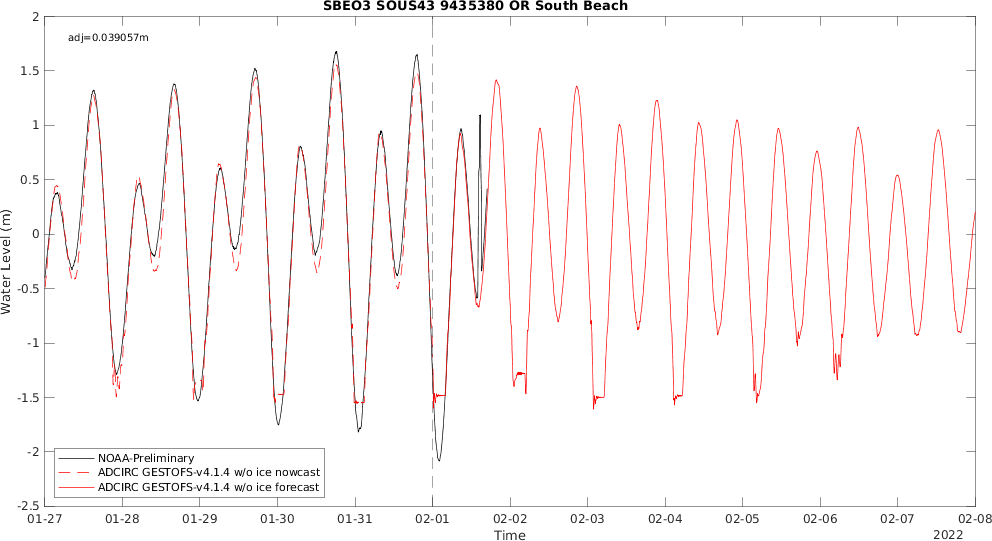 SBEO3 SOUS43 9435380 OR South Beach
adj=0.039057m
Water Level (m)
2
1.5
1
0.5
0
-0.5
-1
-1.5
-2
-2.5
NOAA-Preliminary
ADCIRC GESTOFS-v4.1.4 w/o ice nowcast
ADCIRC GESTOFS-v4.1.4 w/o ice forecast
01-27 01-28 01-29 01-30 01-31 02-01 02-02 02-03 02-04 02-05 02-06 02-07 02-08
Time
2022